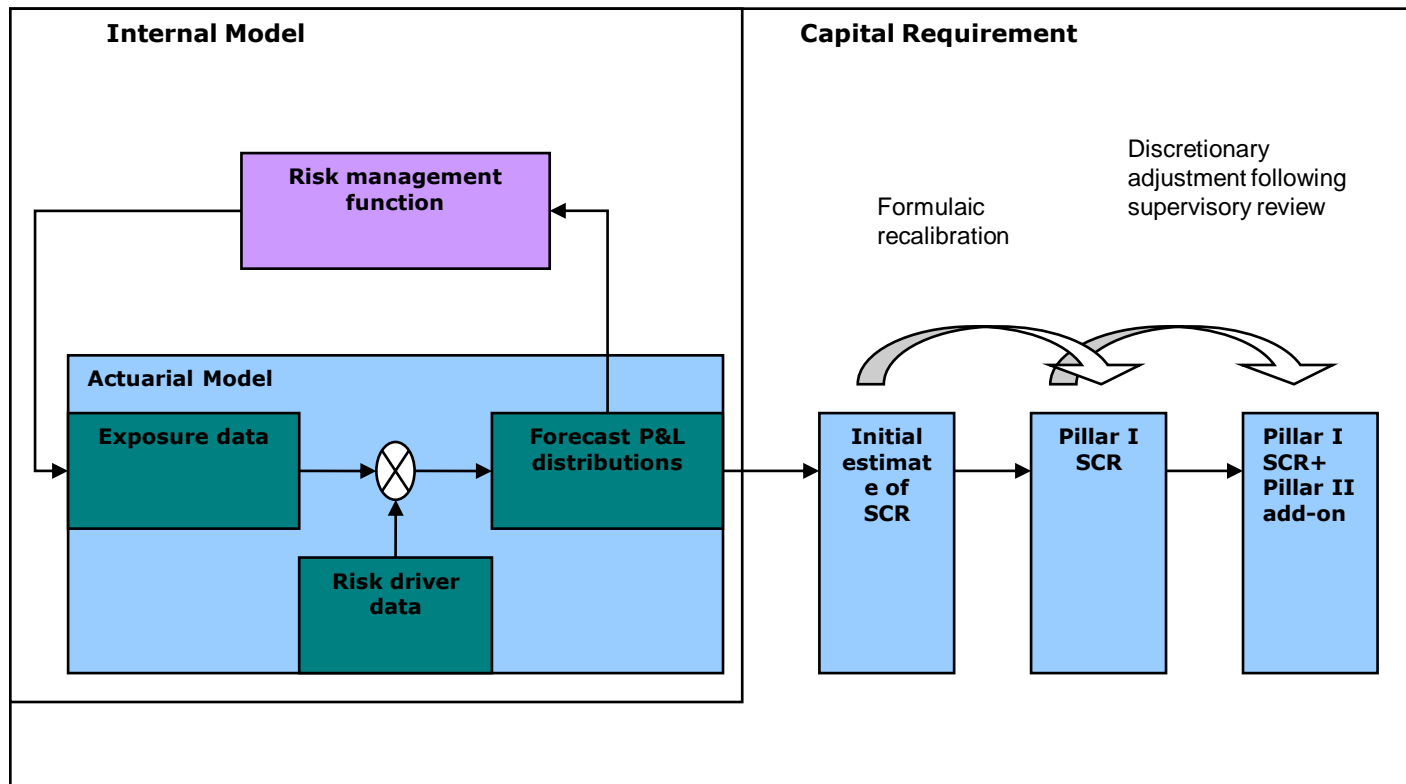 Internal Model
Capital Requirement
Risk management
function
Formulaic
recalibration
Discretionary
adjustment following
supervisory review
Actuarial Model
Exposure data
Forecast P&L
distributions
Risk driver
data
Initial
estimat
e of
SCR
Pillar I
SCR
Pillar I
SCR+
Pillar II
add-on